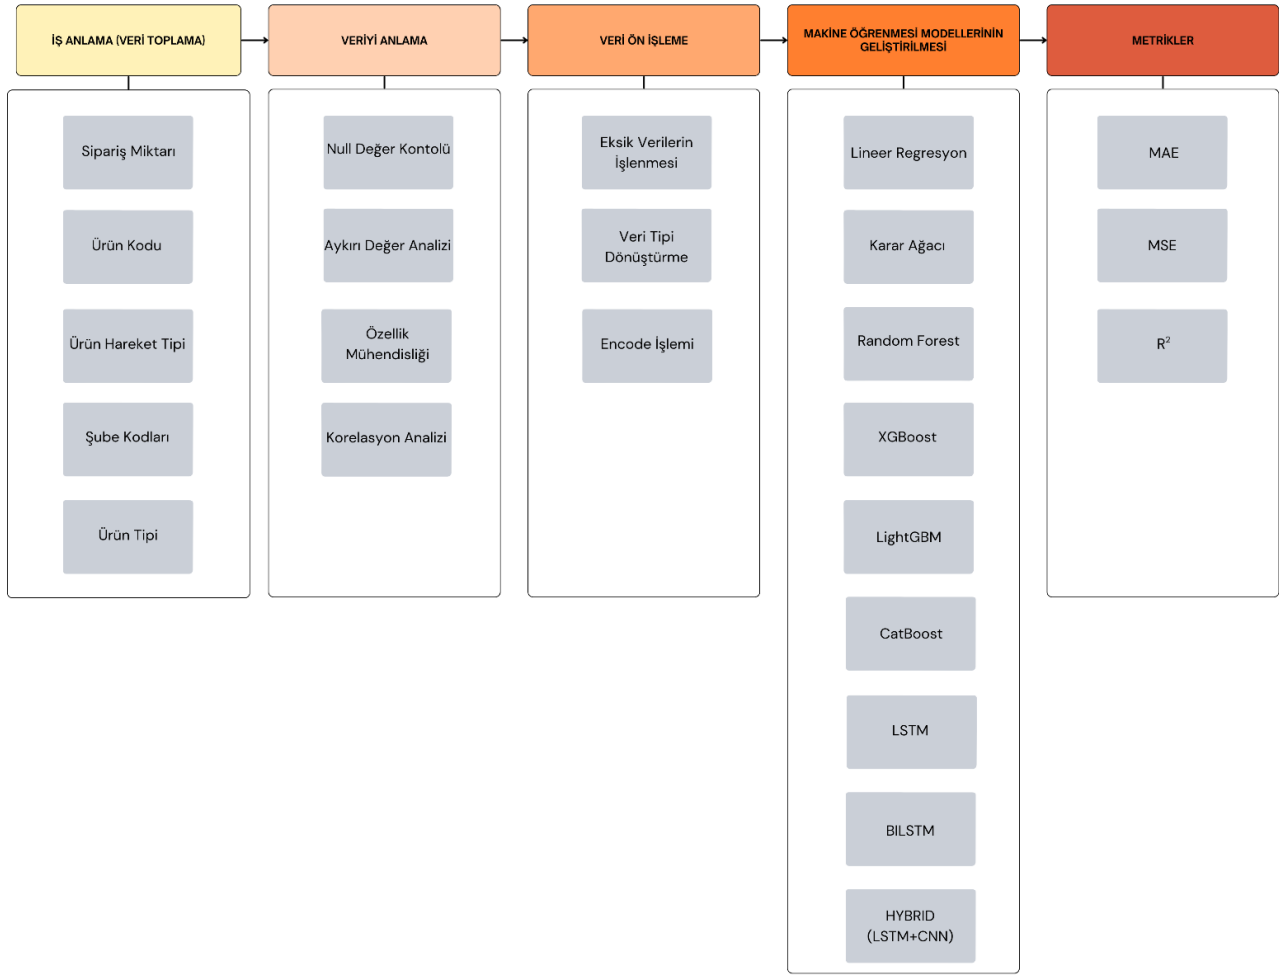 İŞ ANLAMA (VERİ TOPLAMA)
VERİYİ ANLAMA
VERİ ÖN İŞLEME
MAKİNE ÖĞRENMESİ MODELLERİNİN
GELİŞTİRİLMESİ
METRİKLER
Sipariş Miktarı
Ürün Kodu
Ürün Hareket Tipi
Şube Kodları
Ürün Tipi
Null Değer Kontolü
Aykırı Değer Analizi
Özellik
Mühendisliği
Korelasyon Analizi
Eksik Verilerin
İşlenmesi
Veri Tipi
Dönüştürme
Encode İşlemi
Lineer Regresyon
Karar Ağacı
Random Forest
XGBoost
LightGBM
CatBoost
LSTM
BILSTM
HYBRID
(LSTM+CNN)
MAE
MSE
R²